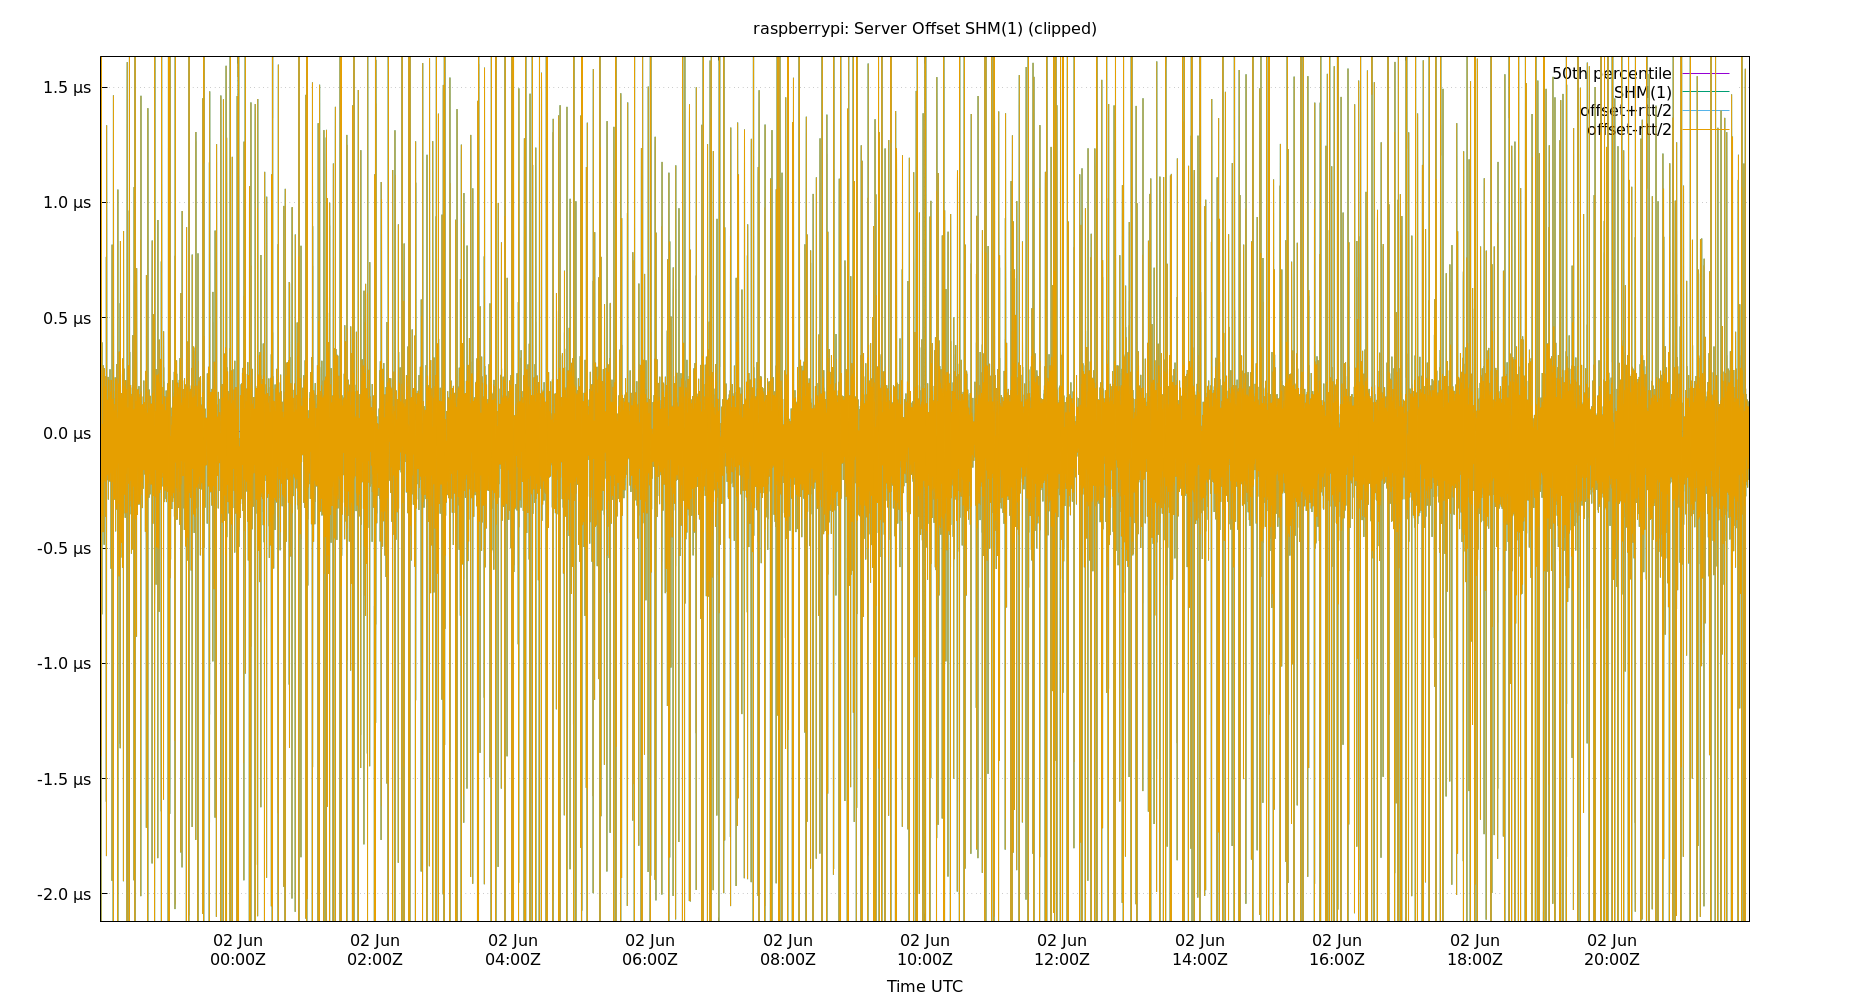 raspberrypi: Server Offset SHM(1) (clipped)
50th percentile
SHM(1)
offset+rtt/2
offset-rtt/2
1.5 µs
1.0 µs
0.5 µs
0.0 µs
-0.5 µs
-1.0 µs
-1.5 µs
-2.0 µs
02 Jun 02 Jun 02 Jun 02 Jun 02 Jun 02 Jun 02 Jun 02 Jun 02 Jun 02 Jun 02 Jun
00:00Z 02:00Z 04:00Z 06:00Z 08:00Z 10:00Z 12:00Z 14:00Z 16:00Z 18:00Z 20:00Z
Time UTC